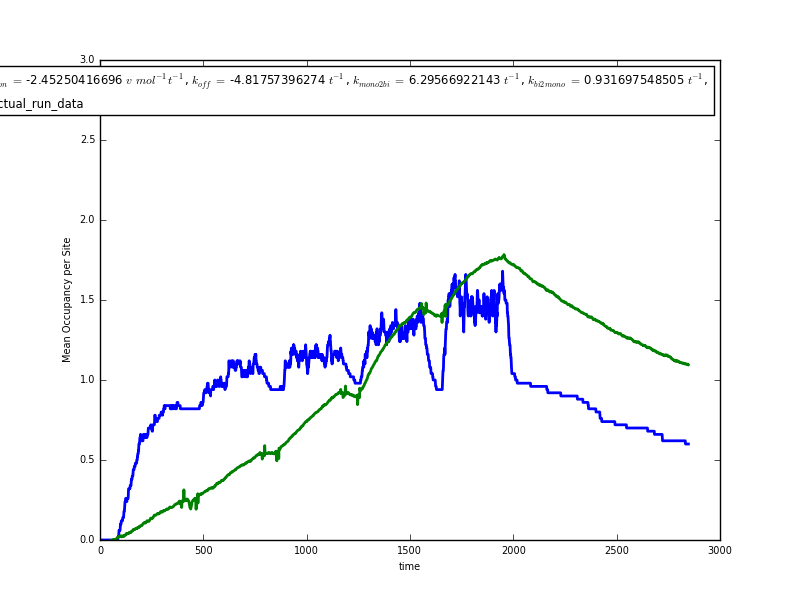 3.0
= -2.45250416696 v mol⁻¹t⁻¹, k_off = -4.81757396274 t⁻¹, k_mono2bi = 6.29566922143 t⁻¹, k_bi2mono = 0.931697548505 t⁻¹,
ctual_run_data
2.5
2.0
1.5
1.0
0.5
0.0
Mean Occupancy per Site
0 500 1000 1500 2000 2500 3000
time